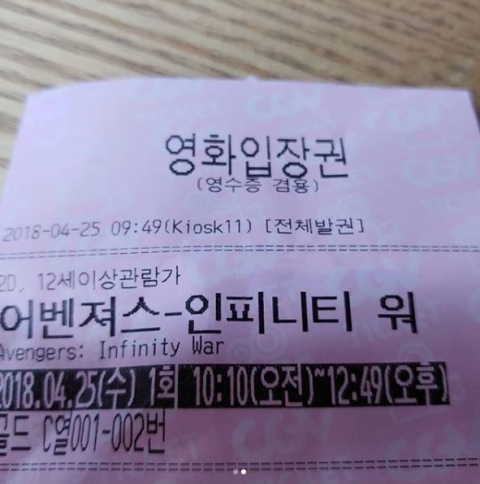 영화입장권
(영수증 겸용)
2018-04-25 09:49(Kiosk11) [전체발권]
2D, 12세이상관람가
어벤져스-인피니티 워
Avengers: Infinity War
2018.04.25(수) 1회 10:10(오전)~12:49(오후)
골드 C열001-002번